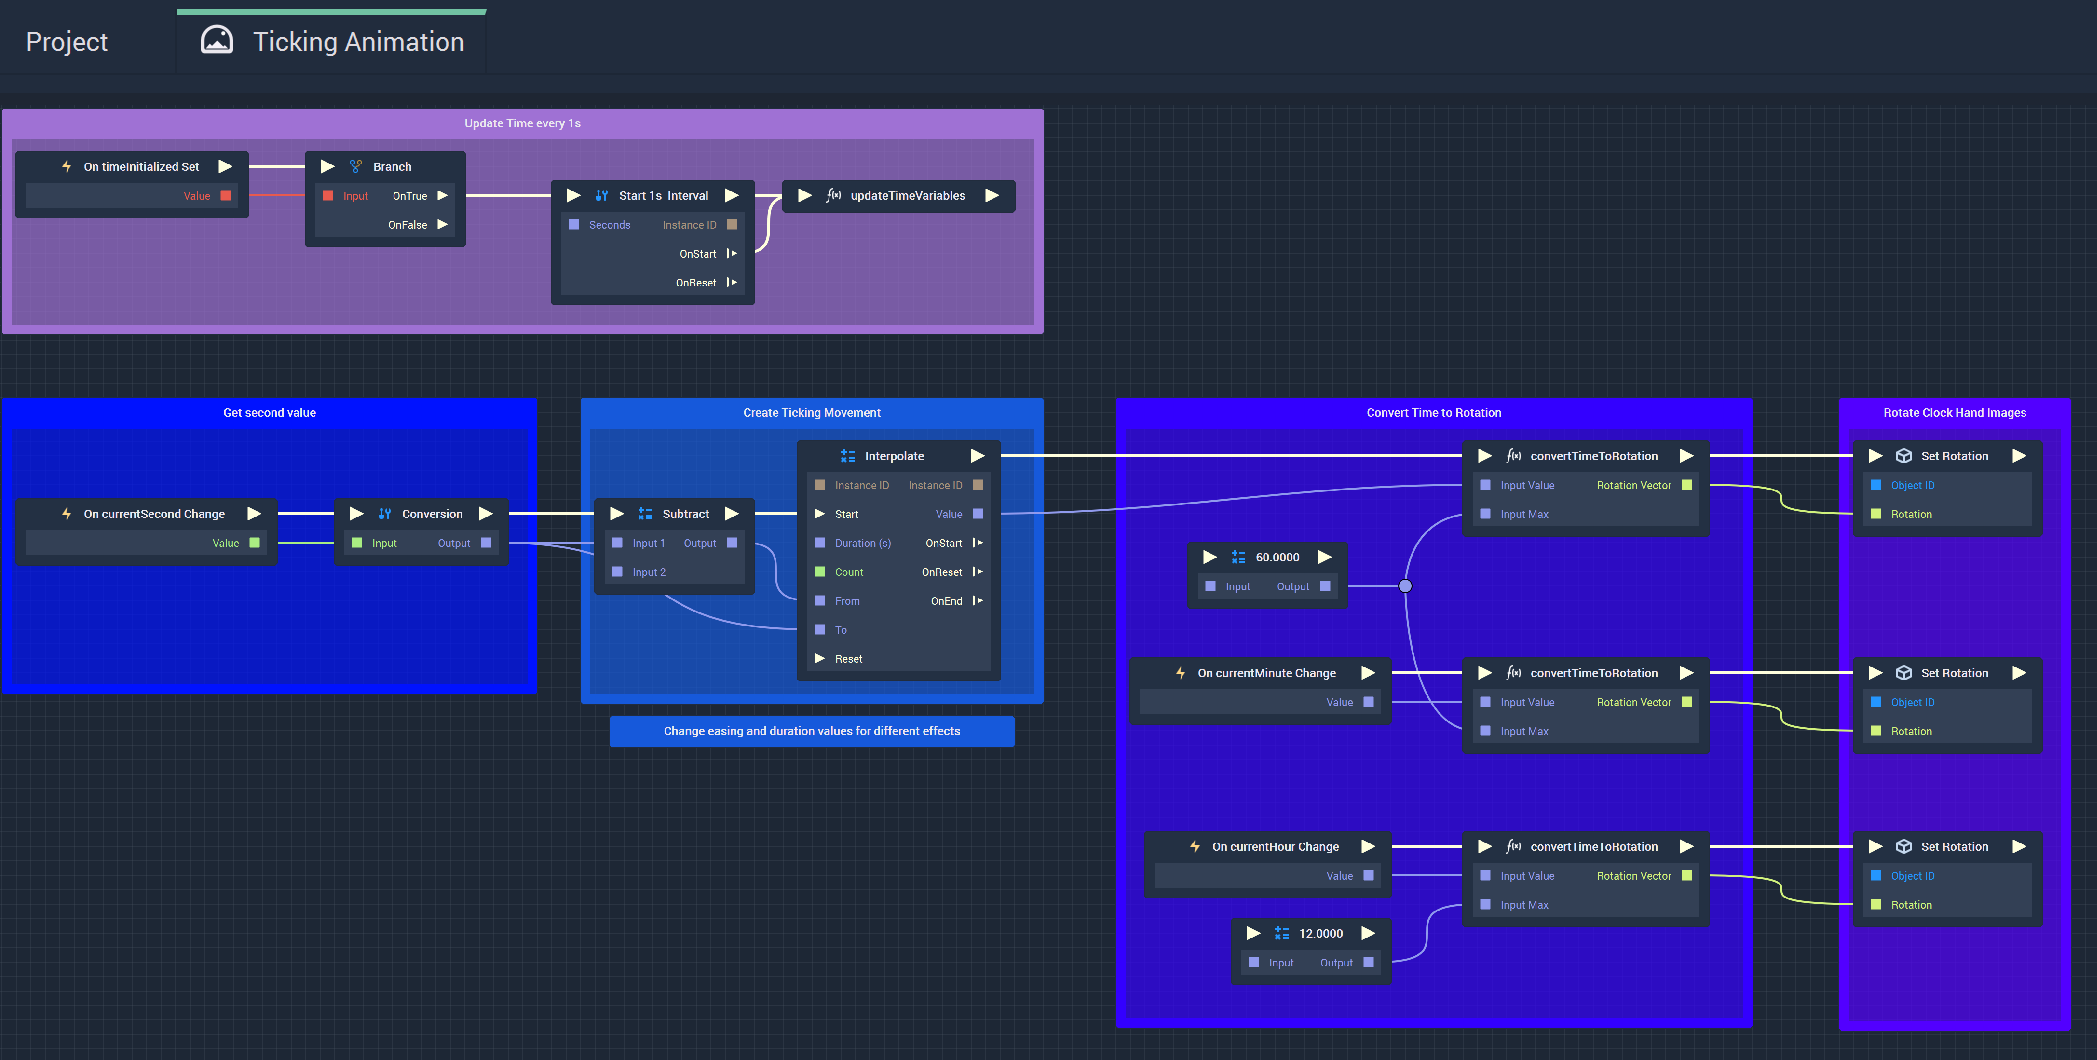 Project
Ticking Animation
Update Time every 1s
On timeInitialized Set
Value
Branch
Input OnTrue
OnFalse
Start 1s Interval
Seconds Instance ID
OnStart
OnReset
updateTimeVariables
Get second value
On currentSecond Change
Value
Conversion
Input Output
Create Ticking Movement
Subtract
Input 1 Output
Input 2
Interpolate
Instance ID Instance ID
Start Value
Duration (s) OnStart
Count OnReset
From OnEnd
To
Reset
Change easing and duration values for different effects
Convert Time to Rotation
f(x) convertTimeToRotation
Input Value Rotation Vector
Input Max
60.0000
Input Output
On currentMinute Change
Value
f(x) convertTimeToRotation
Input Value Rotation Vector
Input Max
On currentHour Change
Value
f(x) convertTimeToRotation
Input Value Rotation Vector
Input Max
12.0000
Input Output
Rotate Clock Hand Images
Set Rotation
Object ID
Rotation
Set Rotation
Object ID
Rotation
Set Rotation
Object ID
Rotation